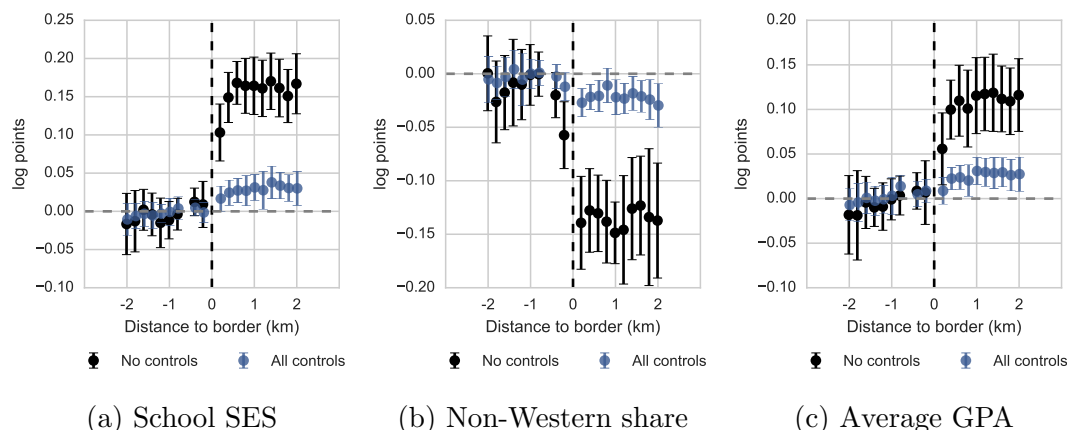 0.25
0.20
0.15
0.10
0.05
0.00
−0.05
−0.10
log points
-2 -1 0 1 2
Distance to border (km)
No controls All controls
(a) School SES
0.05
0.00
−0.05
−0.10
−0.15
−0.20
log points
-2 -1 0 1 2
Distance to border (km)
No controls All controls
(b) Non-Western share
0.20
0.15
0.10
0.05
0.00
−0.05
−0.10
log points
-2 -1 0 1 2
Distance to border (km)
No controls All controls
(c) Average GPA